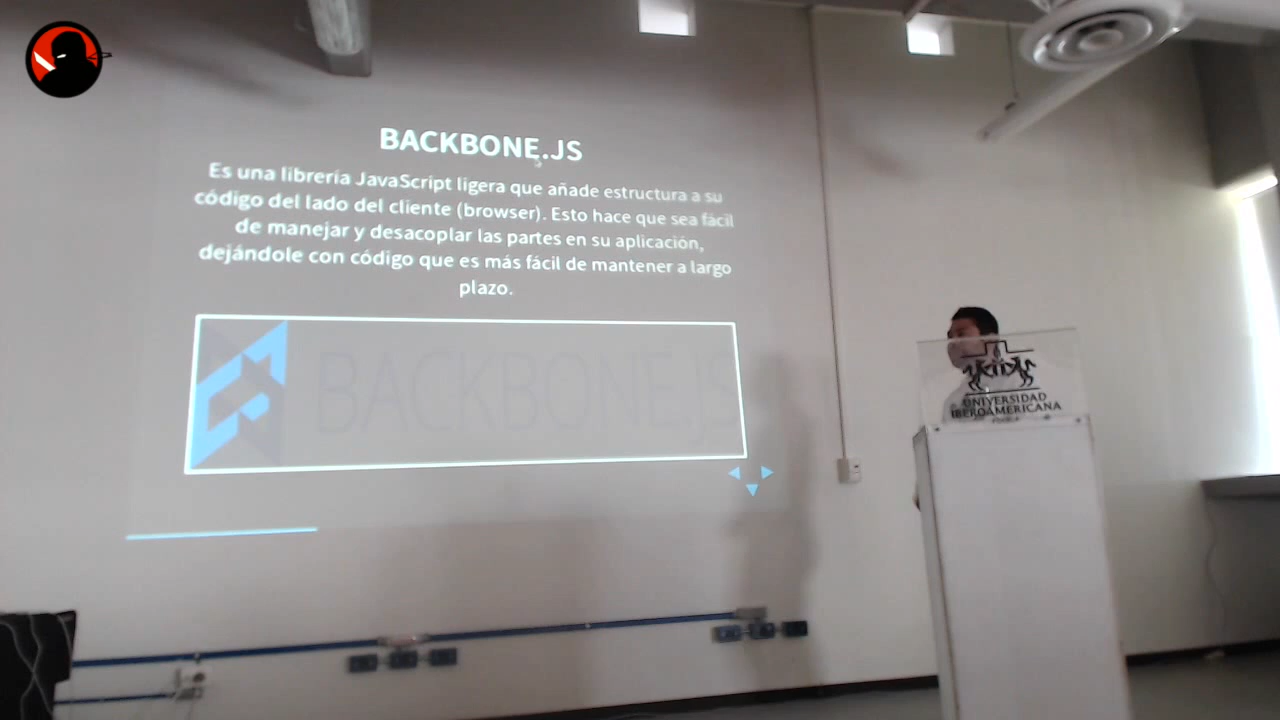 BACKBONE.JS
Es una librería JavaScript ligera que añade estructura a su
código del lado del cliente (browser). Esto hace que sea fácil
de manejar y desacoplar las partes en su aplicación,
dejándole con código que es más fácil de mantener a largo
plazo.
BACKBONE.JS
UNIVERSIDAD
IBEROAMERICANA